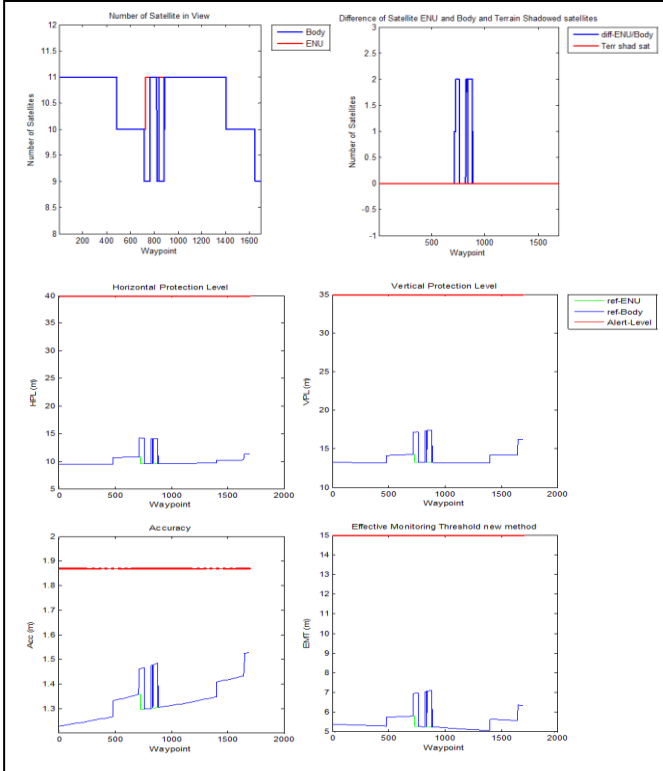 Number of Satellite in View
Body
ENU
12
11.5
11
10.5
10
9.5
9
8.5
8
200 400 600 800 1000 1200 1400 1600
Number of Satellites
Waypoint
Difference of Satellite ENU and Body and Terrain Shadowed satellites
diff-ENU/Body
Terr shad sat
3
2.5
2
1.5
1
0.5
0
-0.5
-1
500 1000 1500
Number of Satellites
Waypoint
Horizontal Protection Level
40
35
30
25
20
15
10
5
0 500 1000 1500 2000
HPL (m)
Waypoint
Vertical Protection Level
ref-ENU
ref-Body
Alert-Level
35
30
25
20
15
10
0 500 1000 1500 2000
VPL (m)
Waypoint
Accuracy
2
1.9
1.8
1.7
1.6
1.5
1.4
1.3
0 500 1000 1500 2000
Acc (m)
Waypoint
Effective Monitoring Threshold new method
15
14
13
12
11
10
9
8
7
6
5
0 500 1000 1500 2000
EMT (m)
Waypoint